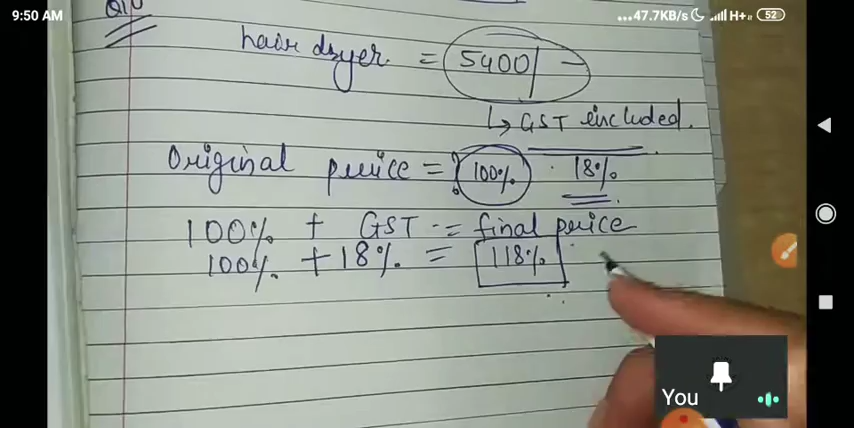 9:50 AM
...47.7KB/s H+ 52
Q1)
hair dryer = 5400/-
↳ GST included.
Original price = 100% 18%
100% + GST = final price
100% + 18% = 118%
You